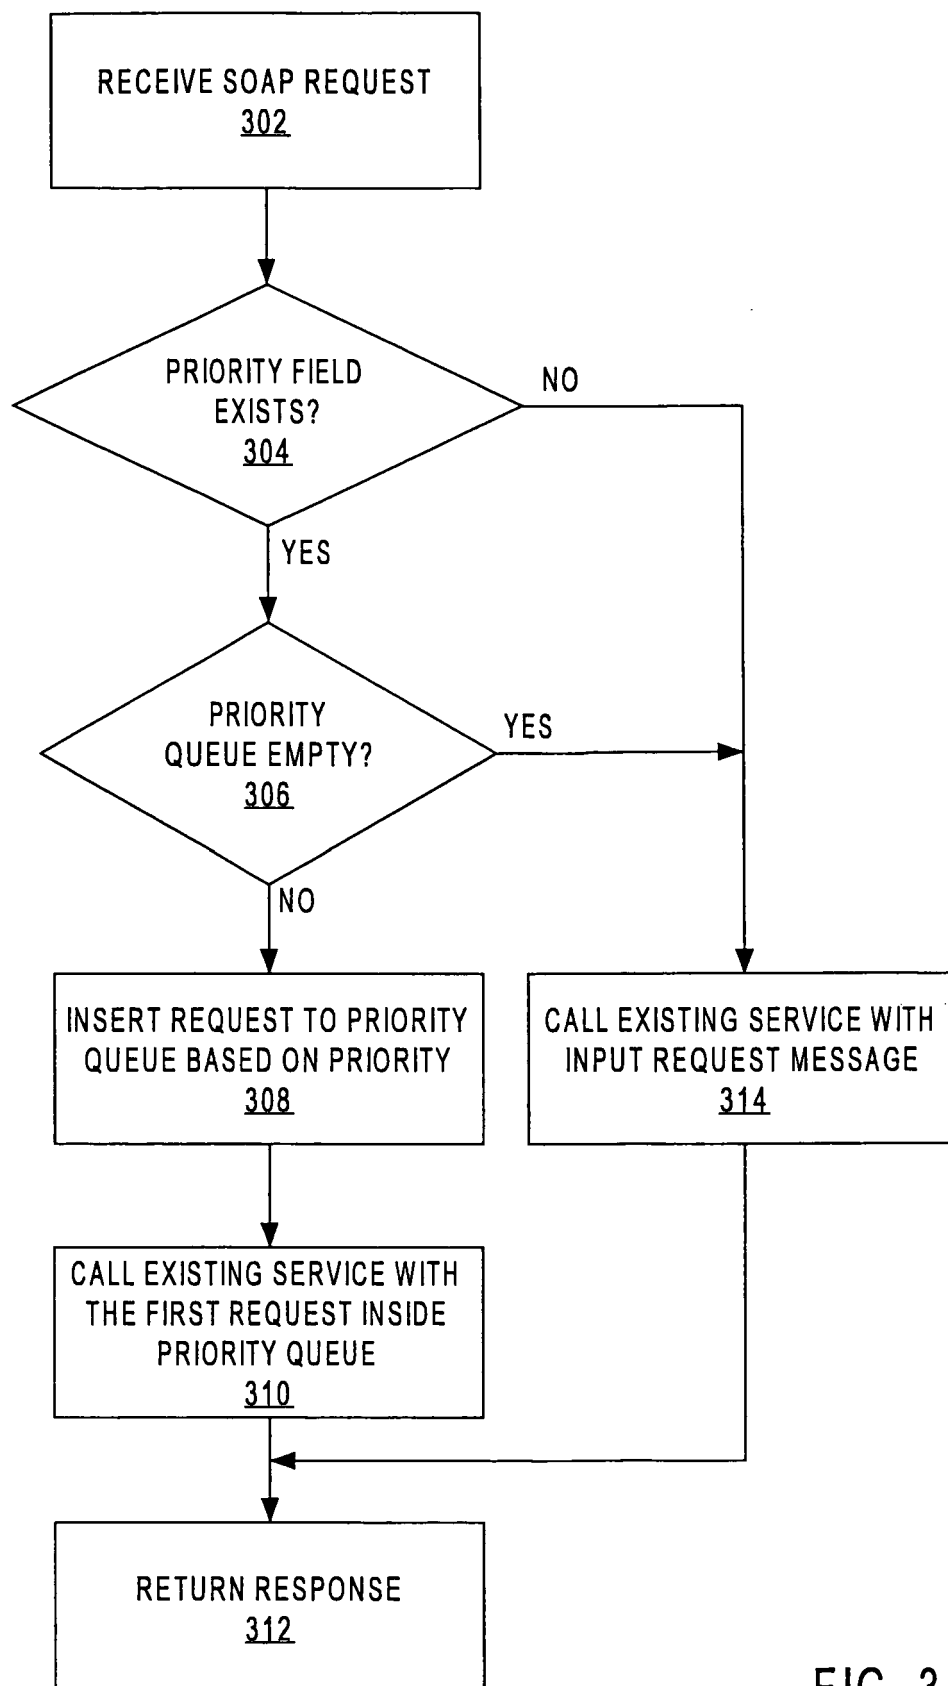 RECEIVE SOAP REQUEST
302
PRIORITY FIELD
EXISTS?
304
NO
YES
PRIORITY
QUEUE EMPTY?
306
YES
NO
INSERT REQUEST TO PRIORITY
QUEUE BASED ON PRIORITY
308
CALL EXISTING SERVICE WITH
INPUT REQUEST MESSAGE
314
CALL EXISTING SERVICE WITH
THE FIRST REQUEST INSIDE
PRIORITY QUEUE
310
RETURN RESPONSE
312
FIG. 3